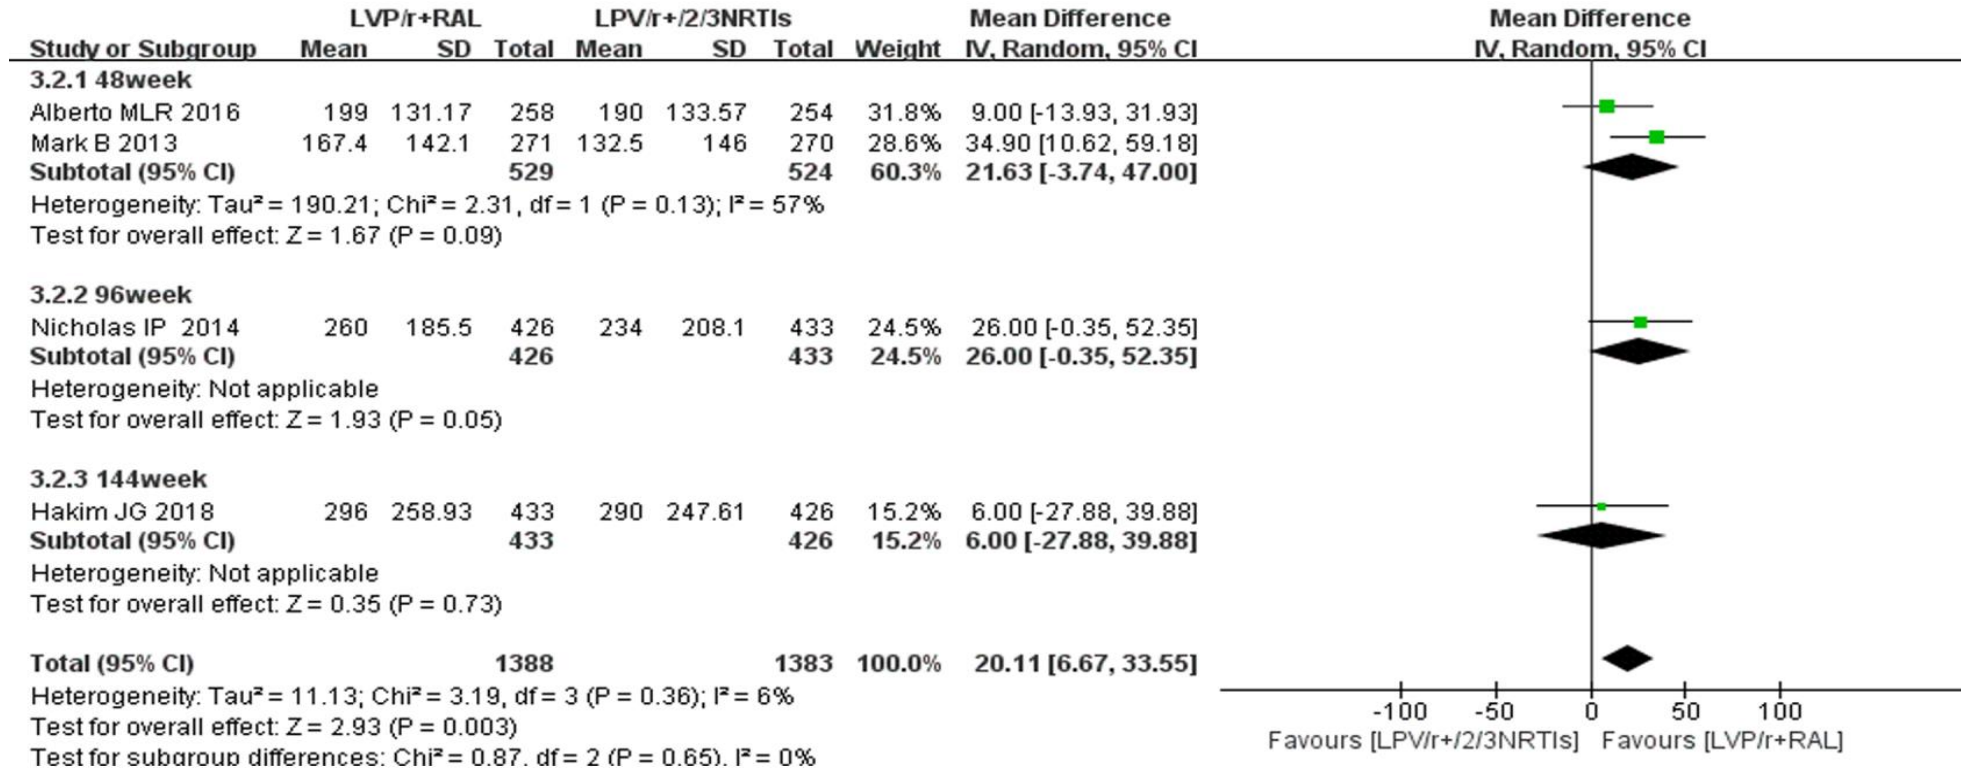 LVP/r+RAL LPV/r+/2/3NRTIs Mean Difference Mean Difference
Study or Subgroup Mean SD Total Mean SD Total Weight IV, Random, 95% CI IV, Random, 95% CI
3.2.1 48week
Alberto MLR 2016 199 131.17 258 190 133.57 254 31.8% 9.00 [-13.93, 31.93]
Mark B 2013 167.4 142.1 271 132.5 146 270 28.6% 34.90 [10.62, 59.18]
Subtotal (95% CI) 529 524 60.3% 21.63 [-3.74, 47.00]
Heterogeneity: Tau² = 190.21; Chi² = 2.31, df = 1 (P = 0.13); I² = 57%
Test for overall effect: Z = 1.67 (P = 0.09)
3.2.2 96week
Nicholas IP 2014 260 185.5 426 234 208.1 433 24.5% 26.00 [-0.35, 52.35]
Subtotal (95% CI) 426 433 24.5% 26.00 [-0.35, 52.35]
Heterogeneity: Not applicable
Test for overall effect: Z = 1.93 (P = 0.05)
3.2.3 144week
Hakim JG 2018 296 258.93 433 290 247.61 426 15.2% 6.00 [-27.88, 39.88]
Subtotal (95% CI) 433 426 15.2% 6.00 [-27.88, 39.88]
Heterogeneity: Not applicable
Test for overall effect: Z = 0.35 (P = 0.73)
Total (95% CI) 1388 1383 100.0% 20.11 [6.67, 33.55]
Heterogeneity: Tau² = 11.13; Chi² = 3.19, df = 3 (P = 0.36); I² = 6%
Test for overall effect: Z = 2.93 (P = 0.003)
Test for subgroup differences: Chi² = 0.87, df = 2 (P = 0.65), I² = 0%
-100 -50 0 50 100
Favours [LPV/r+/2/3NRTIs] Favours [LVP/r+RAL]